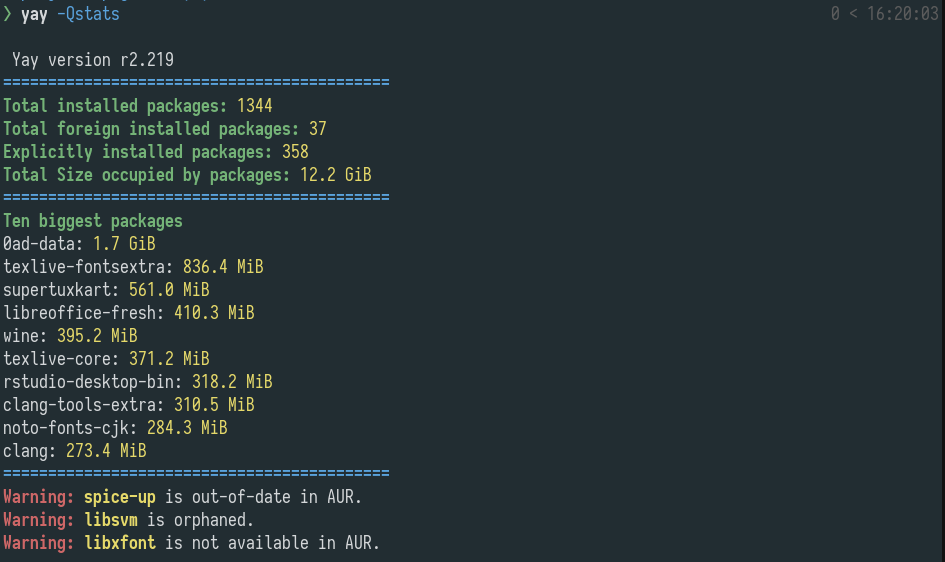 ❯ yay -Qstats 0 < 16:20:03
Yay version r2.219
===========================================
Total installed packages: 1344
Total foreign installed packages: 37
Explicitly installed packages: 358
Total Size occupied by packages: 12.2 GiB
===========================================
Ten biggest packages
0ad-data: 1.7 GiB
texlive-fontsextra: 836.4 MiB
supertuxkart: 561.0 MiB
libreoffice-fresh: 410.3 MiB
wine: 395.2 MiB
texlive-core: 371.2 MiB
rstudio-desktop-bin: 318.2 MiB
clang-tools-extra: 310.5 MiB
noto-fonts-cjk: 284.3 MiB
clang: 273.4 MiB
===========================================
Warning: spice-up is out-of-date in AUR.
Warning: libsvm is orphaned.
Warning: libxfont is not available in AUR.